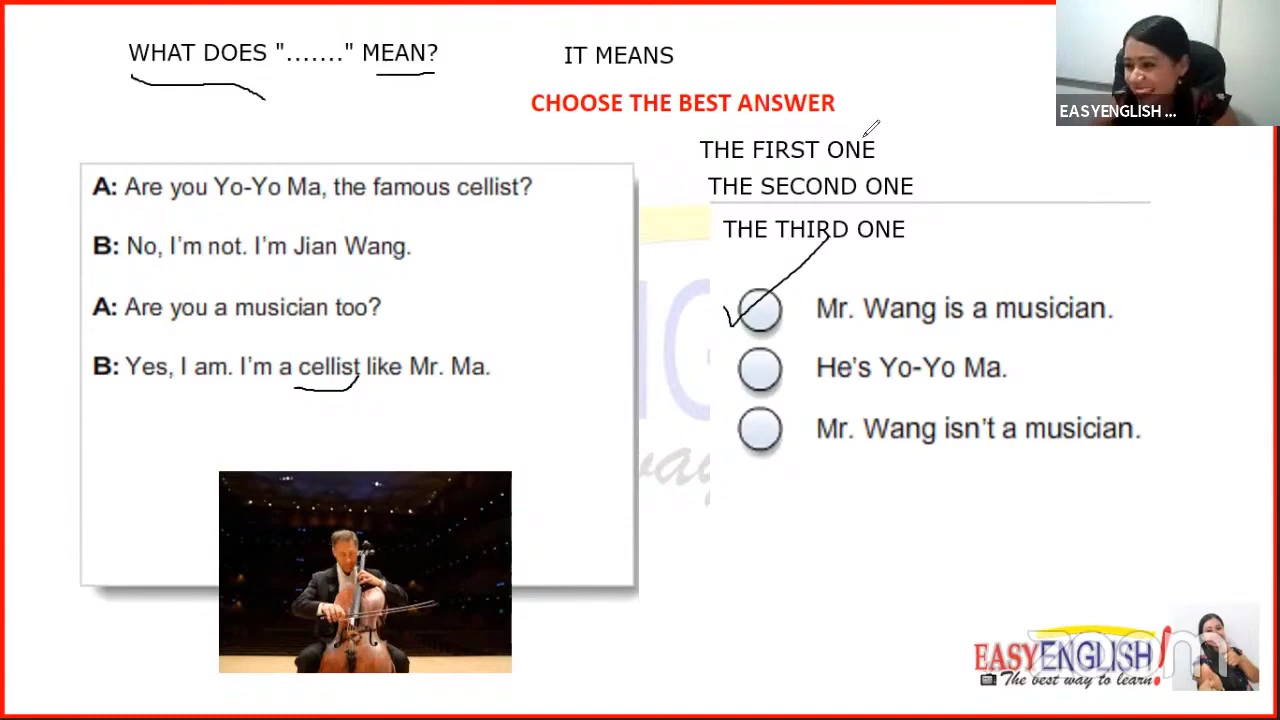 WHAT DOES "......." MEAN?
IT MEANS
EASYENGLISH ...
CHOOSE THE BEST ANSWER
THE FIRST ONE
THE SECOND ONE
THE THIRD ONE
A: Are you Yo-Yo Ma, the famous cellist?
B: No, I'm not. I'm Jian Wang.
A: Are you a musician too?
B: Yes, I am. I'm a cellist like Mr. Ma.
Mr. Wang is a musician.
He's Yo-Yo Ma.
Mr. Wang isn't a musician.
EASYENGLISH!
The best way to learn!
zoom